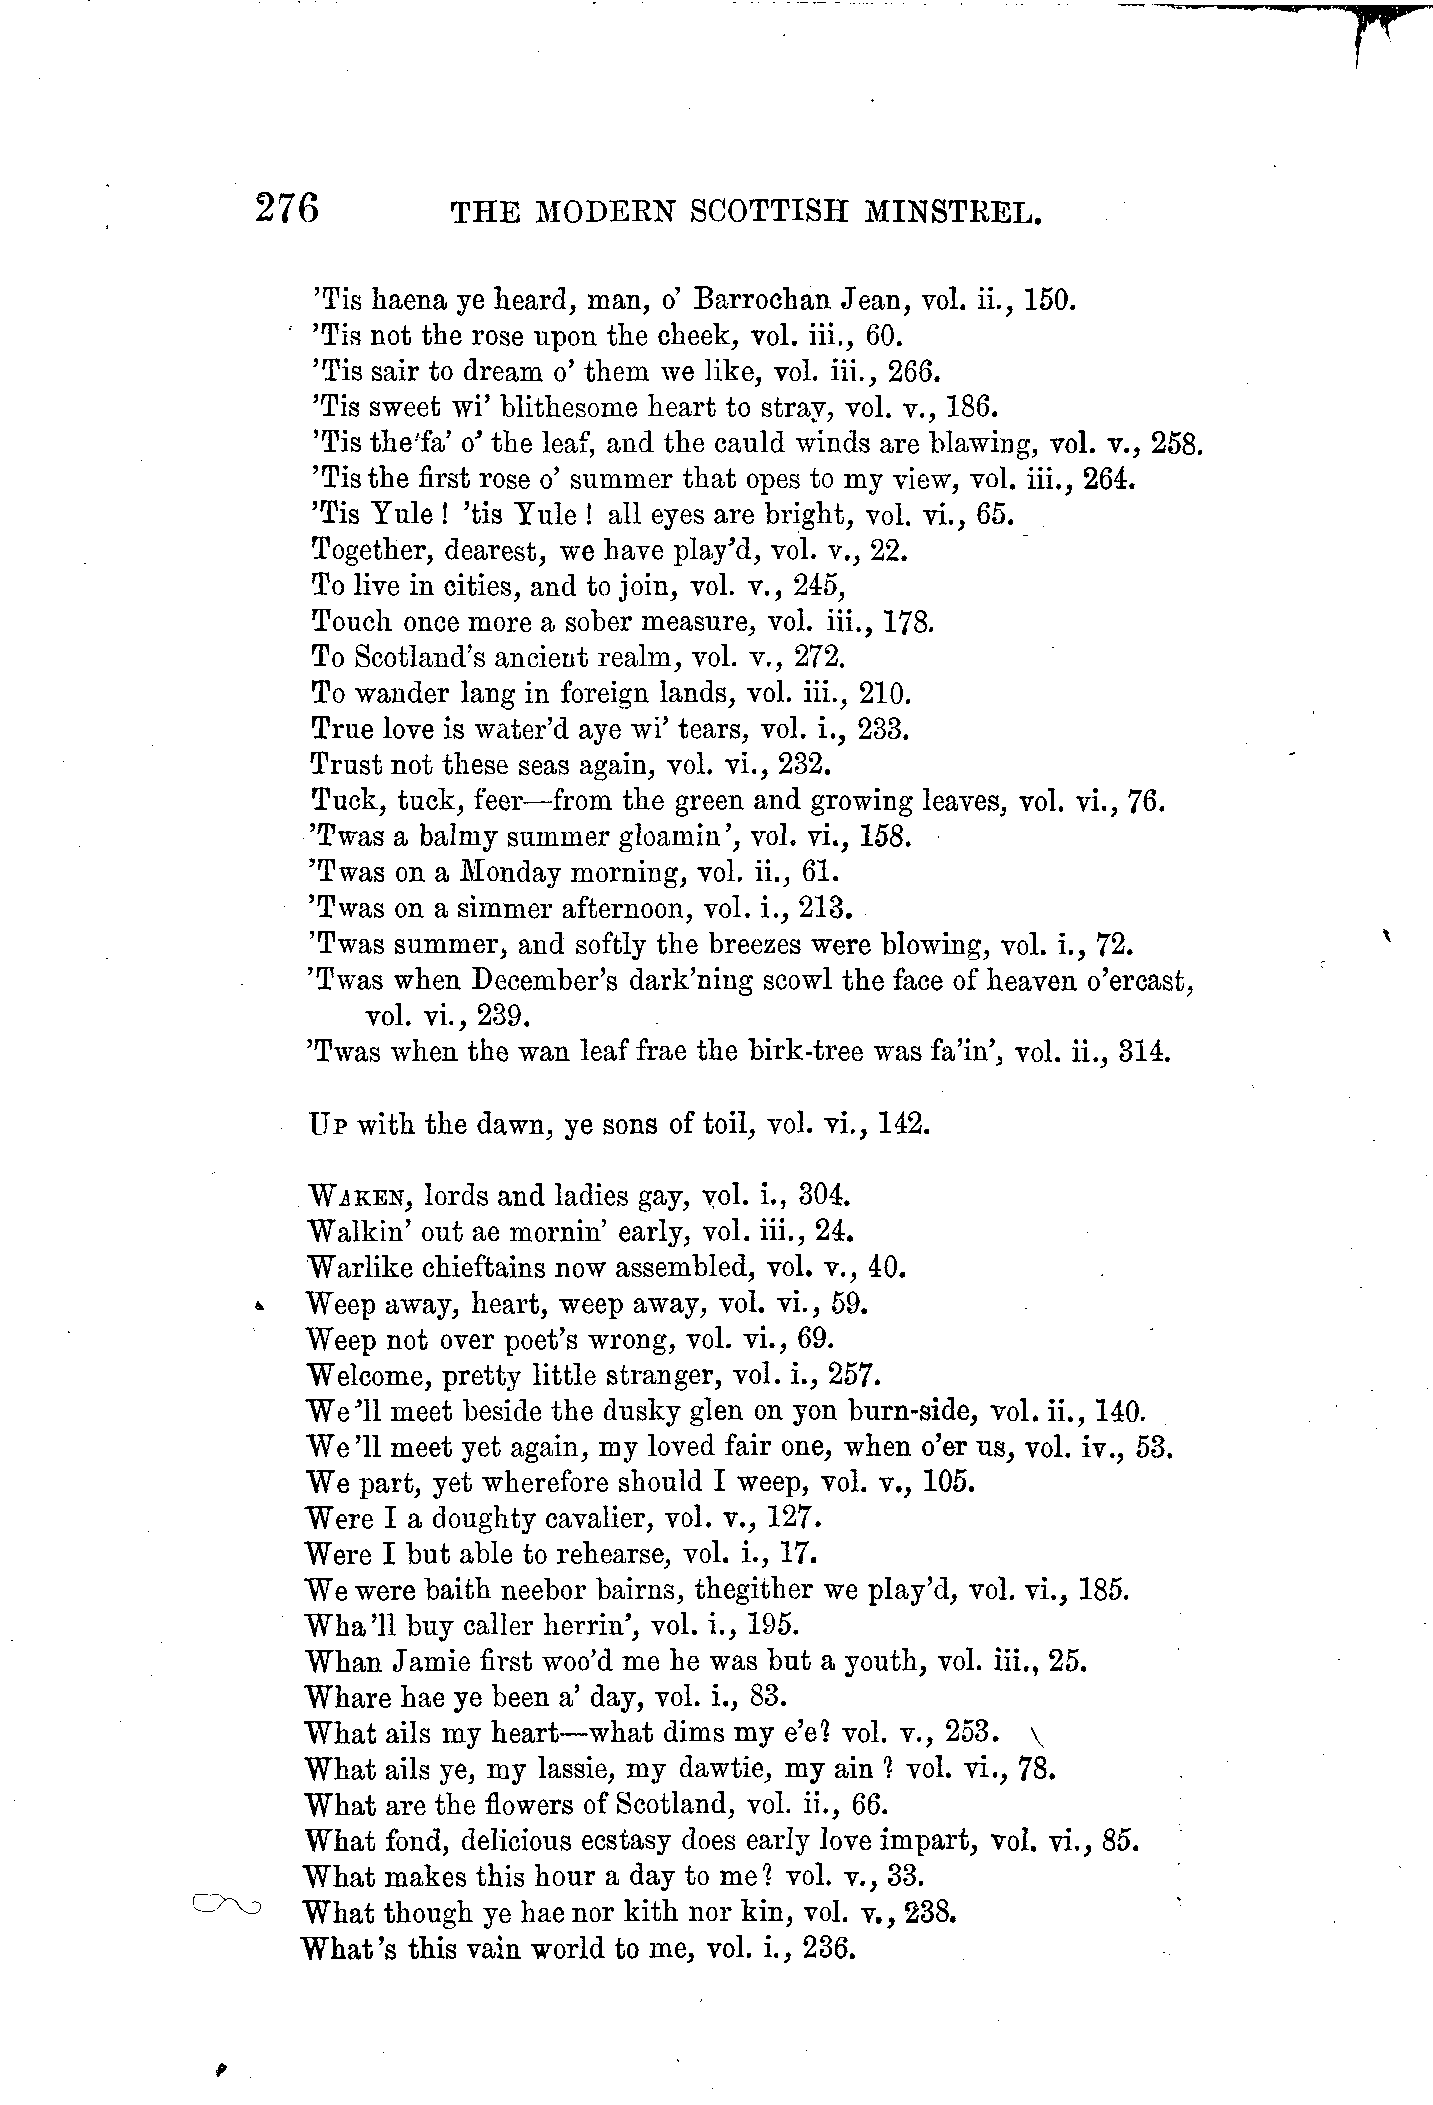 276 THE MODERN SCOTTISH MINSTREL.
'Tis haena ye heard, man, o' Barrochan Jean, vol. ii., 150.
'Tis not the rose upon the cheek, vol. iii., 60.
'Tis sair to dream o' them we like, vol. iii., 266.
'Tis sweet wi' blithesome heart to stray, vol. v., 186.
'Tis the fa' o' the leaf, and the cauld winds are blawing, vol. v., 258.
'Tis the first rose o' summer that opes to my view, vol. iii., 264.
'Tis Yule! 'tis Yule! all eyes are bright, vol. vi., 65.
Together, dearest, we have play'd, vol. v., 22.
To live in cities, and to join, vol. v., 245,
Touch once more a sober measure, vol. iii., 178.
To Scotland's ancient realm, vol. v., 272.
To wander lang in foreign lands, vol. iii., 210.
True love is water'd aye wi' tears, vol. i., 233.
Trust not these seas again, vol. vi., 232.
Tuck, tuck, feer—from the green and growing leaves, vol. vi., 76.
'Twas a balmy summer gloamin', vol. vi., 158.
'Twas on a Monday morning, vol. ii., 61.
'Twas on a simmer afternoon, vol. i., 213.
'Twas summer, and softly the breezes were blowing, vol. i., 72.
'Twas when December's dark'ning scowl the face of heaven o'ercast,
vol. vi., 239.
'Twas when the wan leaf frae the birk-tree was fa'in', vol. ii., 314.
UP with the dawn, ye sons of toil, vol. vi., 142.
WAKEN, lords and ladies gay, vol. i., 304.
Walkin' out ae mornin' early, vol. iii., 24.
Warlike chieftains now assembled, vol. v., 40.
Weep away, heart, weep away, vol. vi., 59.
Weep not over poet's wrong, vol. vi., 69.
Welcome, pretty little stranger, vol. i., 257.
We'll meet beside the dusky glen on yon burn-side, vol. ii., 140.
We'll meet yet again, my loved fair one, when o'er us, vol. iv., 53.
We part, yet wherefore should I weep, vol. v., 105.
Were I a doughty cavalier, vol. v., 127.
Were I but able to rehearse, vol. i., 17.
We were baith neebor bairns, thegither we play'd, vol. vi., 185.
Wha'll buy caller herrin', vol. i., 195.
Whan Jamie first woo'd me he was but a youth, vol. iii., 25.
Whare hae ye been a' day, vol. i., 83.
What ails my heart—what dims my e'e? vol. v., 253.
What ails ye, my lassie, my dawtie, my ain? vol. vi., 78.
What are the flowers of Scotland, vol. ii., 66.
What fond, delicious ecstasy does early love impart, vol. vi., 85.
What makes this hour a day to me? vol. v., 33.
What though ye hae nor kith nor kin, vol. v., 238.
What's this vain world to me, vol. i., 236.